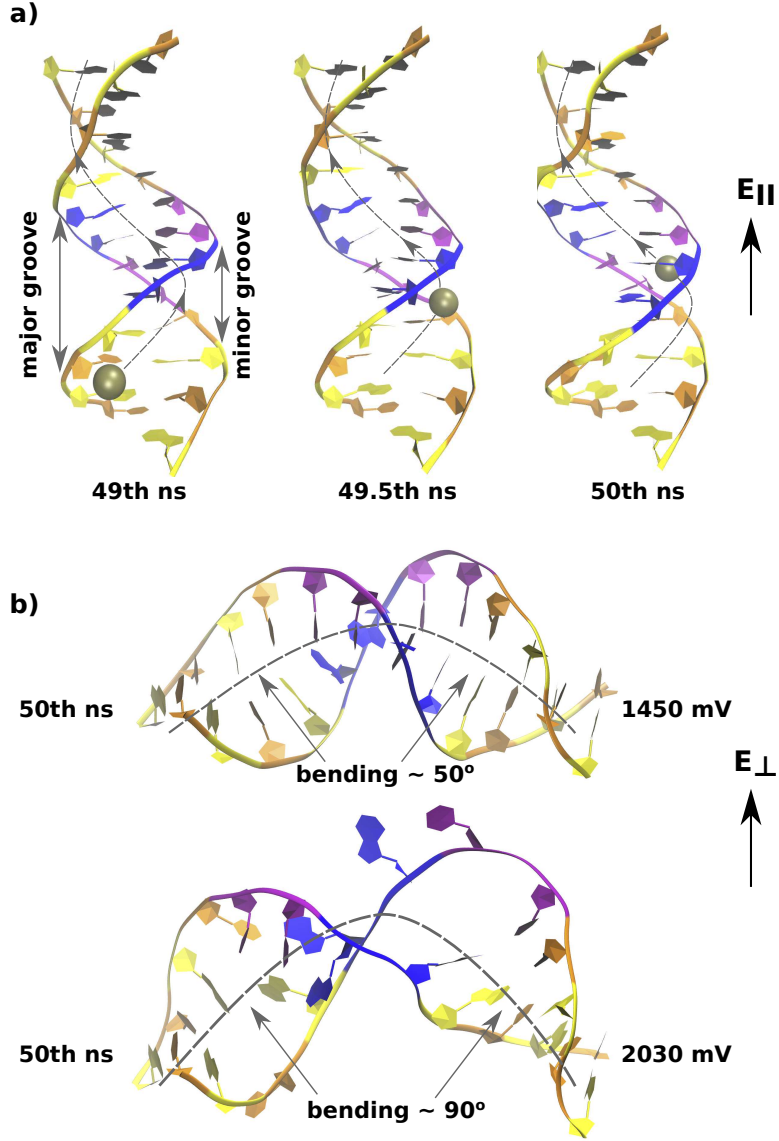 a)
major groove
minor groove
E||
49th ns
49.5th ns
50th ns
b)
50th ns
1450 mV
bending ~ 50º
E⊥
50th ns
2030 mV
bending ~ 90º